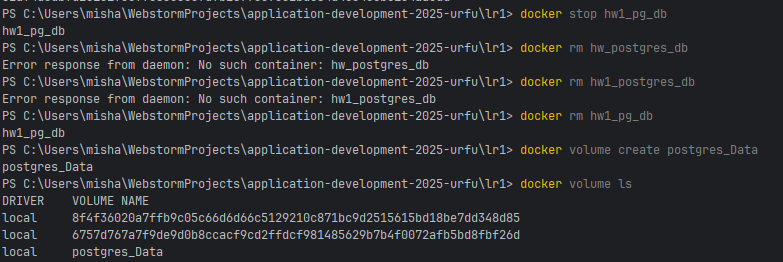 PS C:\Users\misha\WebstormProjects\application-development-2025-urfu\lr1> docker stop hw1_pg_db
hw1_pg_db
PS C:\Users\misha\WebstormProjects\application-development-2025-urfu\lr1> docker rm hw_postgres_db
Error response from daemon: No such container: hw_postgres_db
PS C:\Users\misha\WebstormProjects\application-development-2025-urfu\lr1> docker rm hw1_postgres_db
Error response from daemon: No such container: hw1_postgres_db
PS C:\Users\misha\WebstormProjects\application-development-2025-urfu\lr1> docker rm hw1_pg_db
hw1_pg_db
PS C:\Users\misha\WebstormProjects\application-development-2025-urfu\lr1> docker volume create postgres_Data
postgres_Data
PS C:\Users\misha\WebstormProjects\application-development-2025-urfu\lr1> docker volume ls
DRIVER    VOLUME NAME
local     8f4f36020a7ffb9c05c66d6d66c5129210c871bc9d2515615bd18be7dd348d85
local     6757d767a7f9de9d0b8ccacf9cd2ffdcf981485629b7b4f0072afb5bd8fbf26d
local     postgres_Data